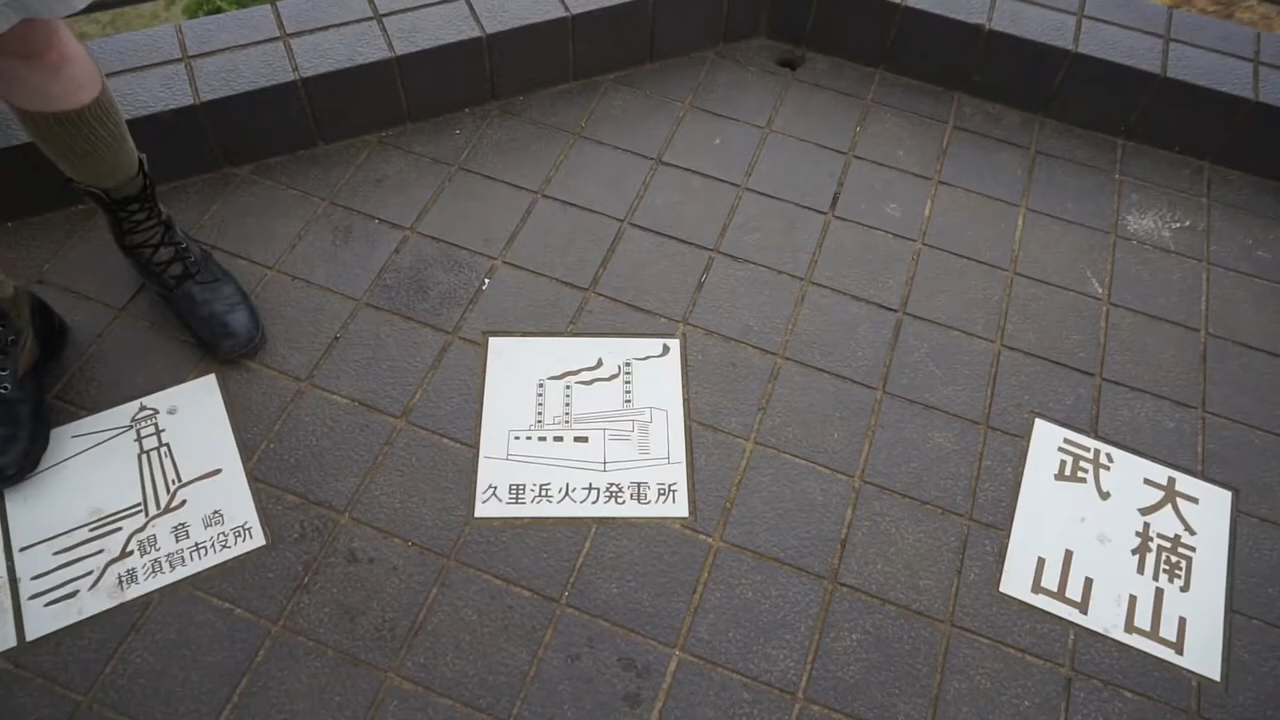 観音崎
横須賀市役所
久里浜火力発電所
大楠山
武山